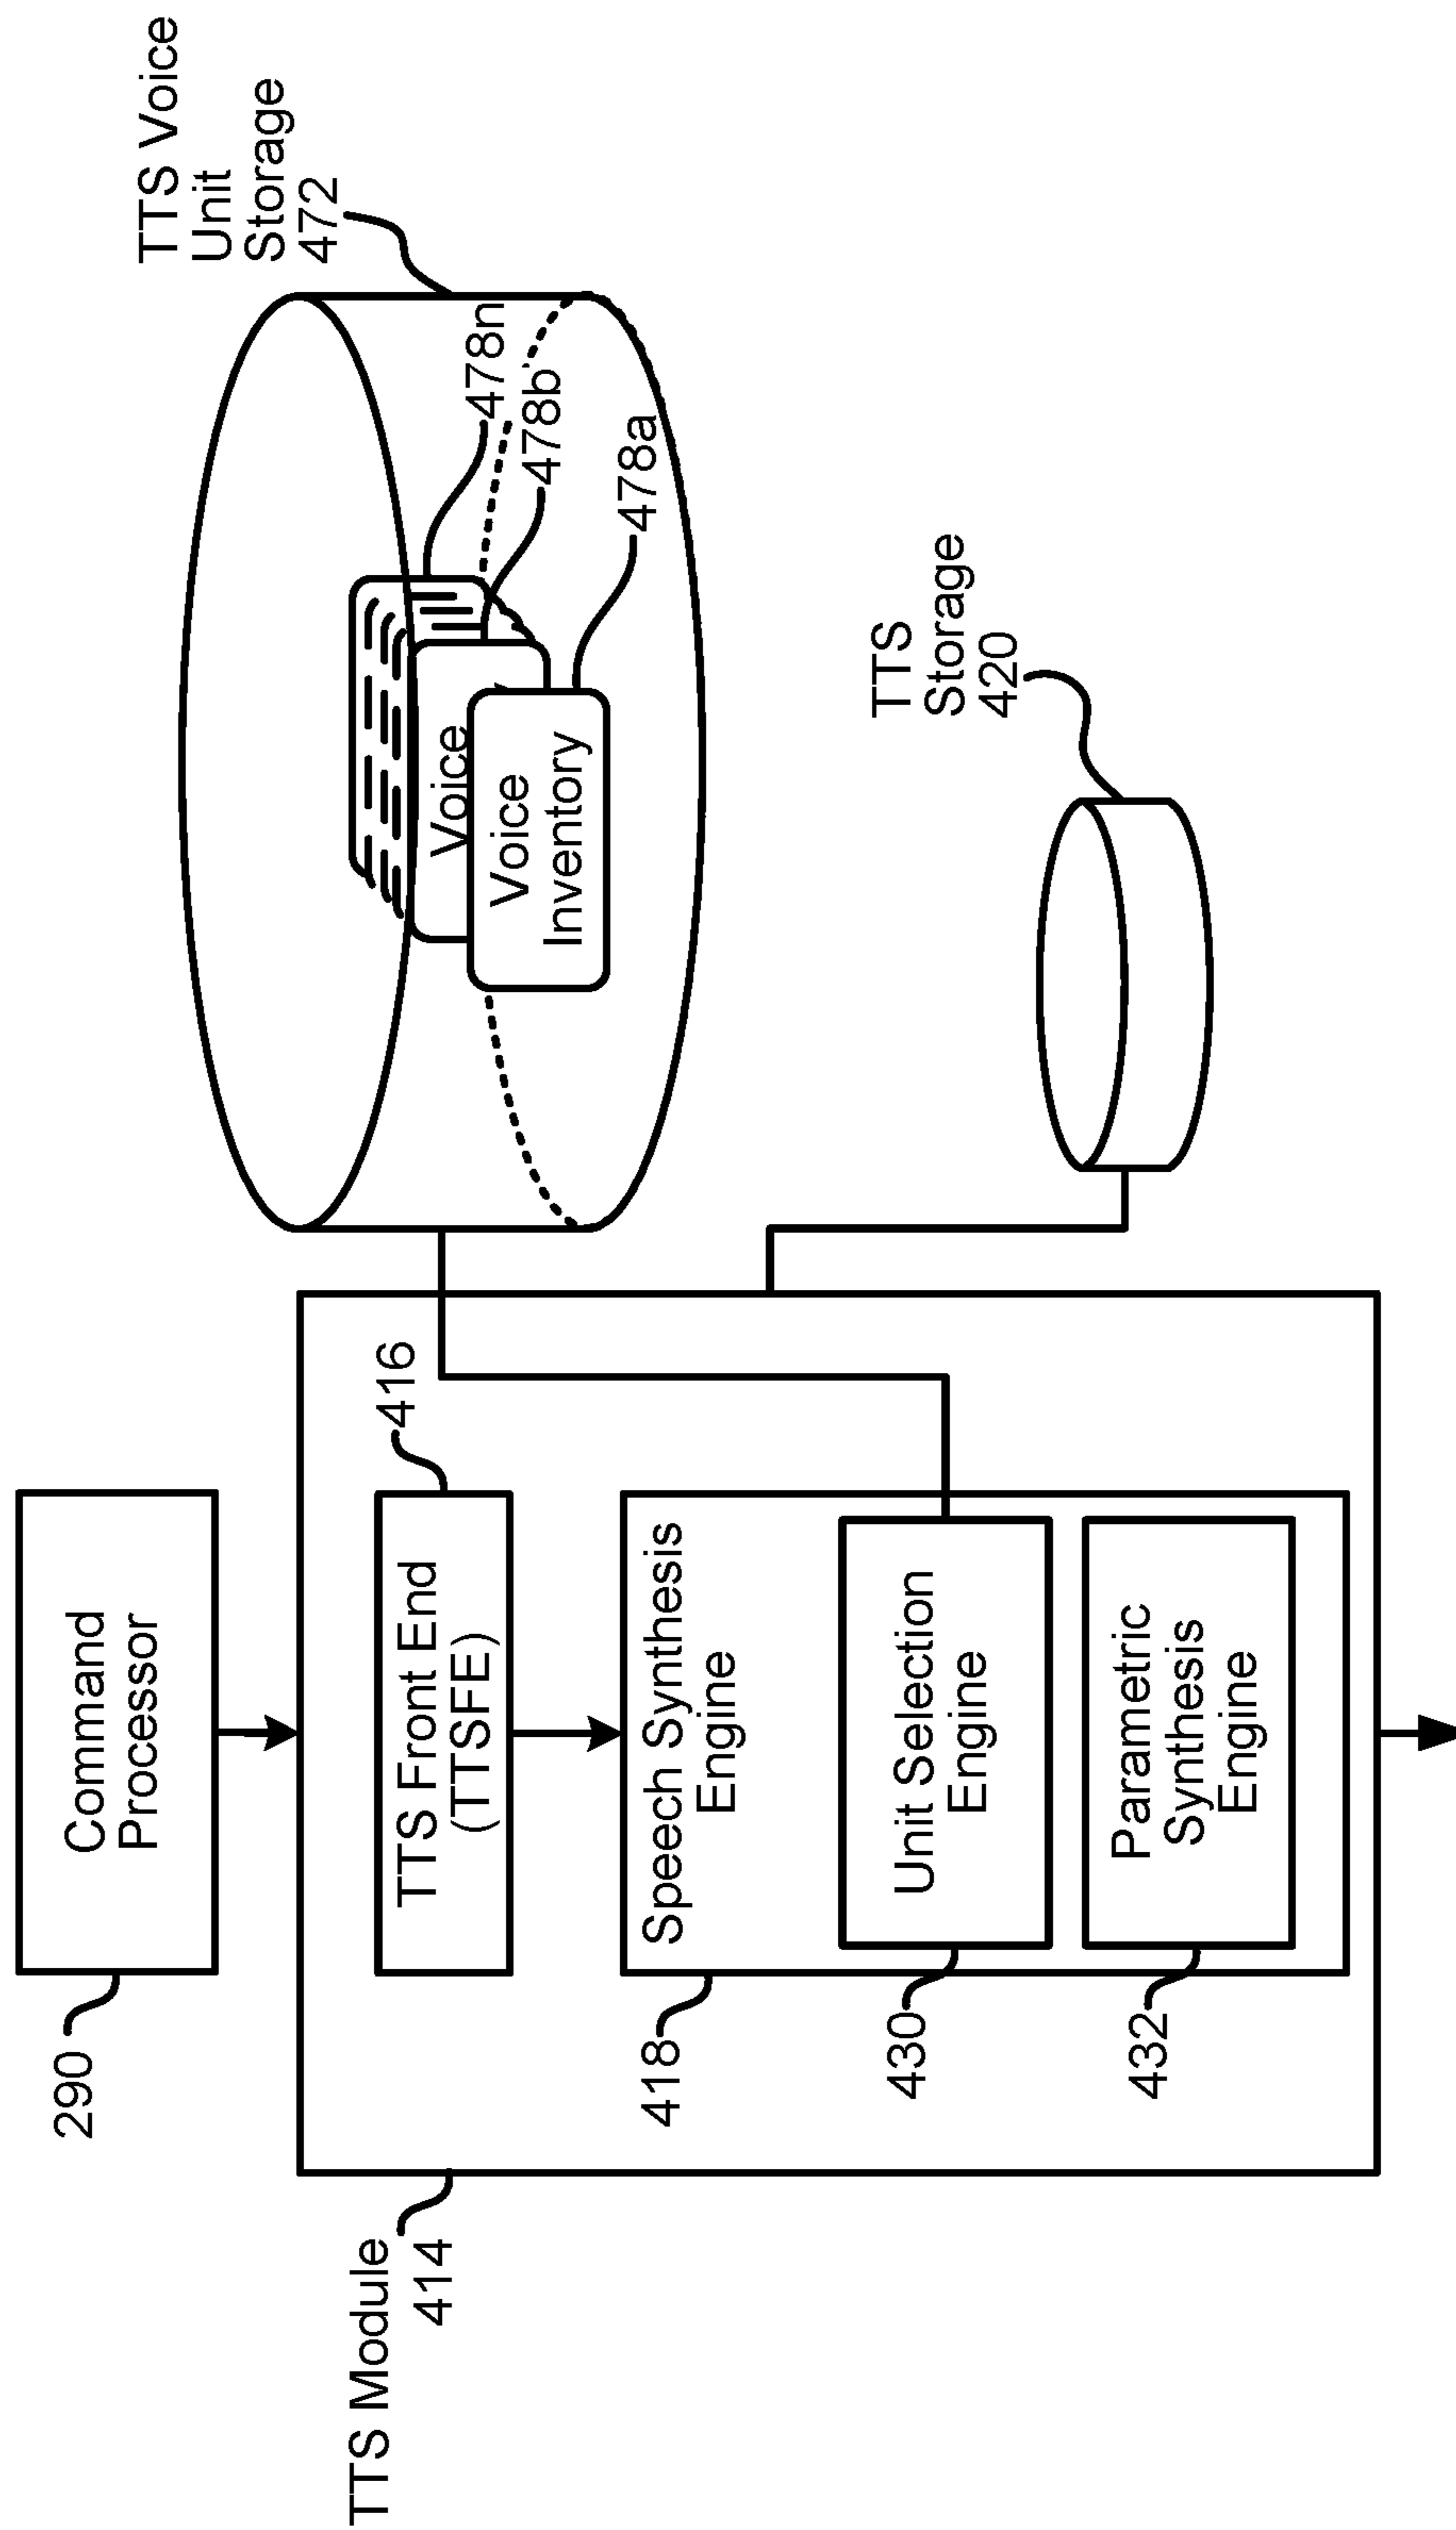 Command
Processor
290
TTS Module
414
TTS Front End
(TTSFE)
416
Speech Synthesis
Engine
418
Unit Selection
Engine
430
Parametric
Synthesis
Engine
432
TTS Voice
Unit
Storage
472
478n
478b
478a
Voice
Voice
Inventory
TTS
Storage
420